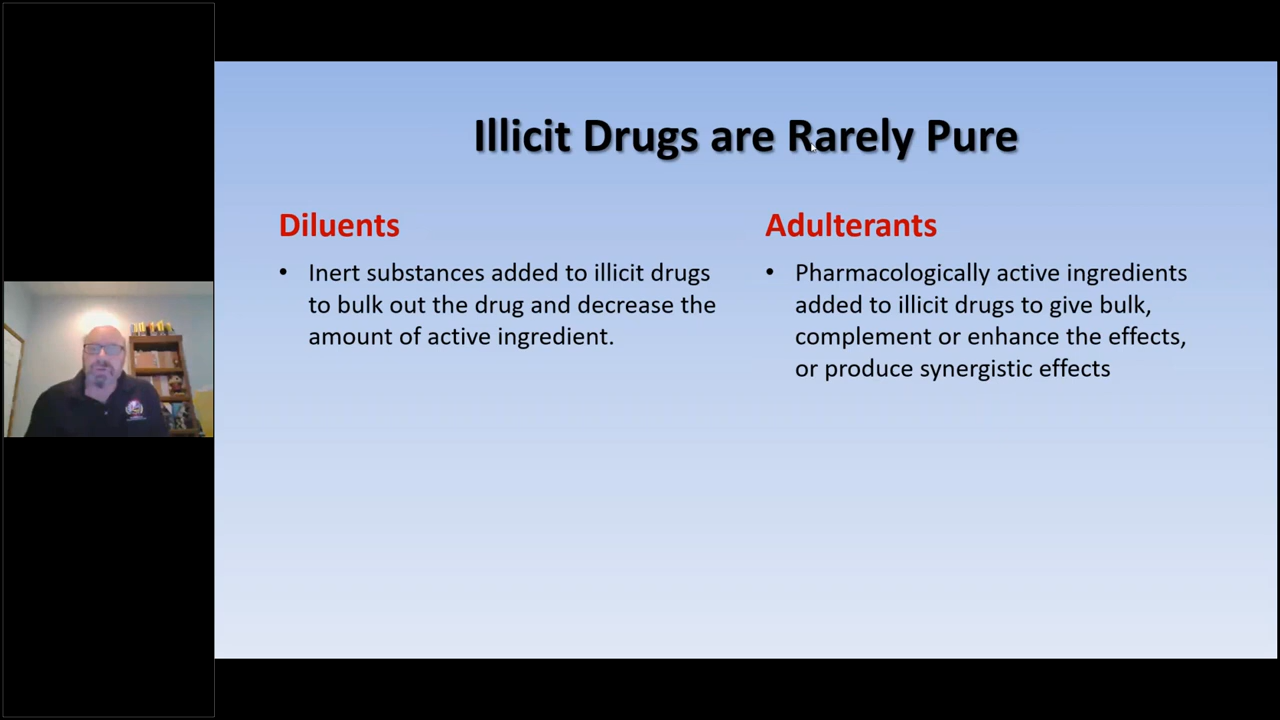 Illicit Drugs are Rarely Pure
Diluents
• Inert substances added to illicit drugs
to bulk out the drug and decrease the
amount of active ingredient.
Adulterants
• Pharmacologically active ingredients
added to illicit drugs to give bulk,
complement or enhance the effects,
or produce synergistic effects